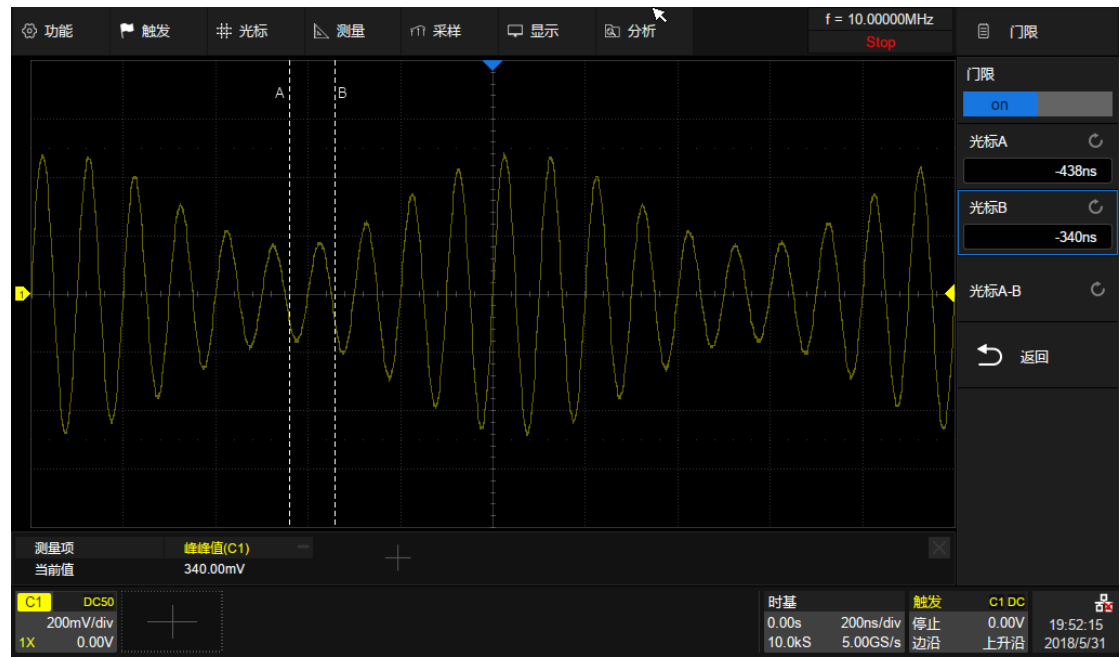 功能 触发 光标 测量 采样 显示 分析
f = 10.00000MHz
Stop
门限
门限
on
光标A
-438ns
光标B
-340ns
光标A-B
返回
A B
1
测量项 峰峰值(C1)
当前值 340.00mV
C1 DC50
200mV/div
1X 0.00V
时基
0.00s 200ns/div
10.0kS 5.00GS/s
触发 C1 DC
停止 0.00V
边沿 上升沿
19:52:15
2018/5/31